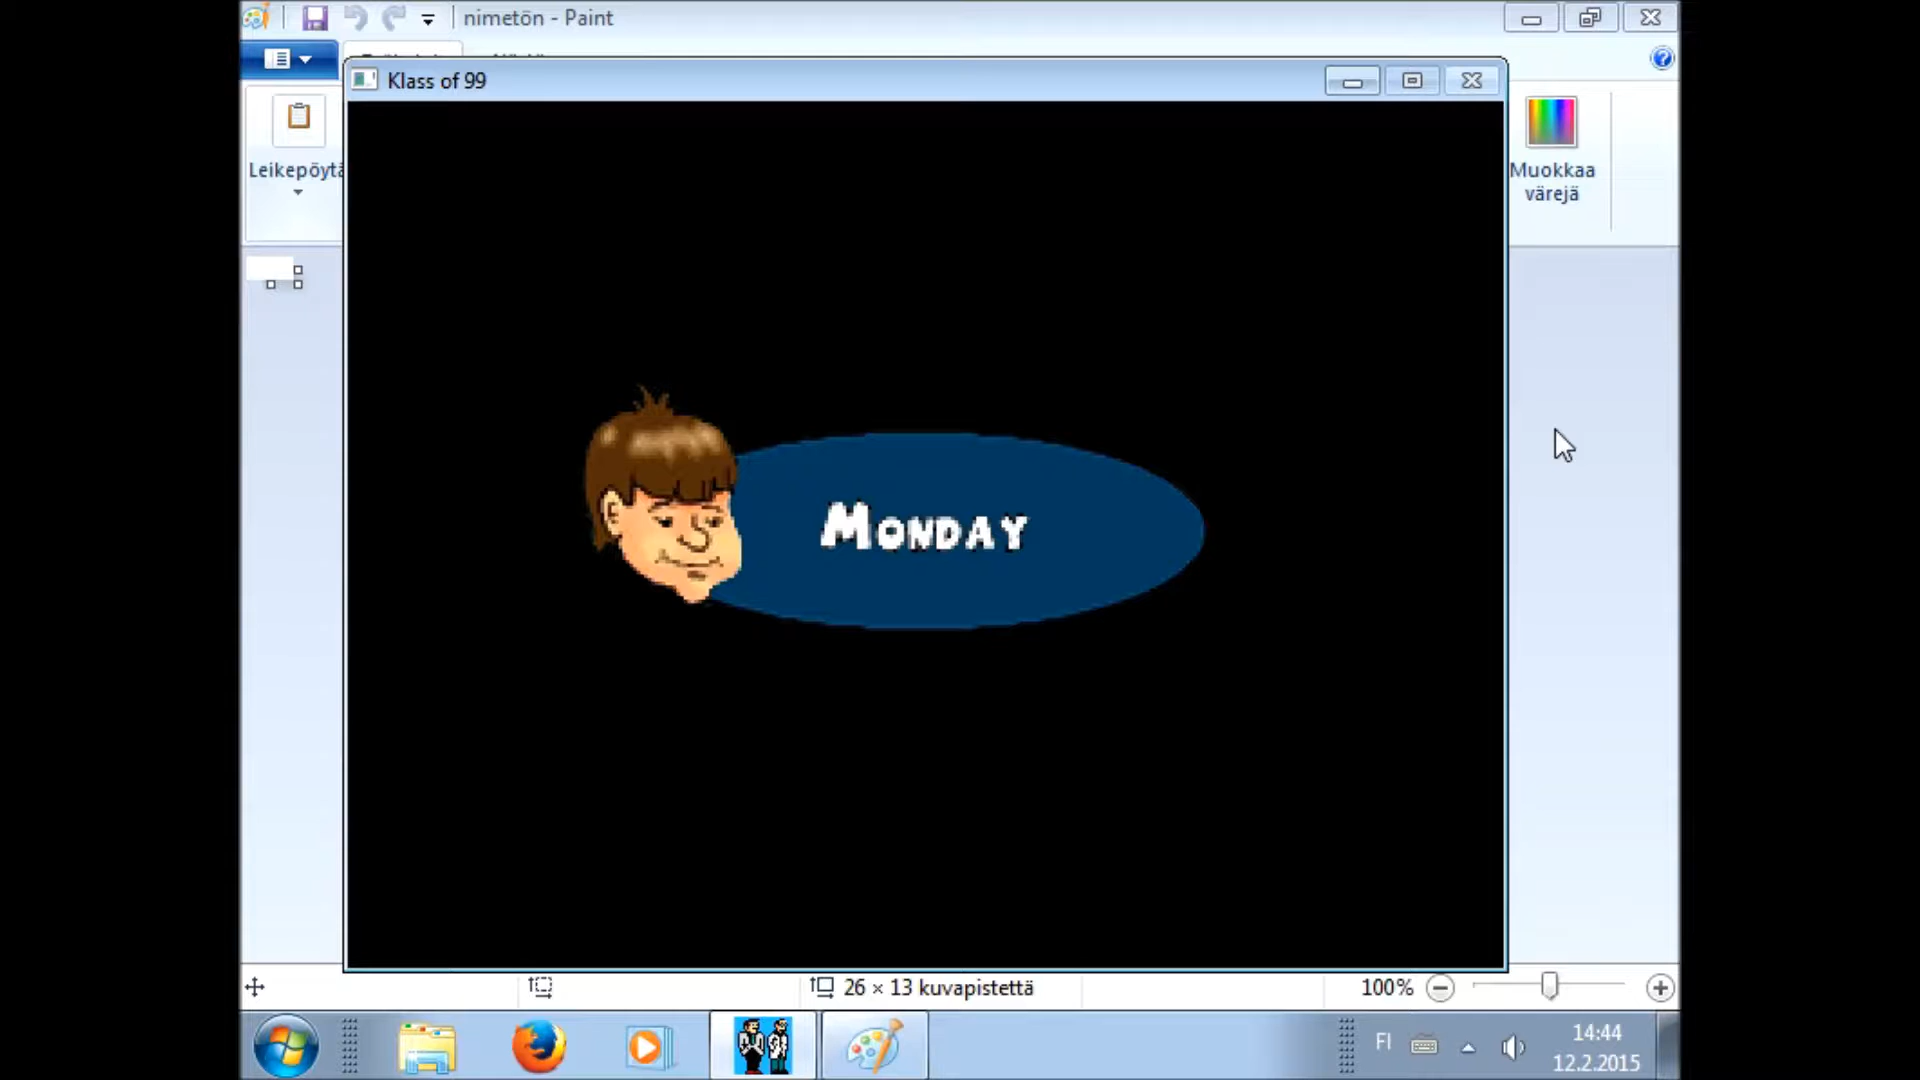 nimetön - Paint
Klass of 99
Leikepöytä
Muokkaa
värejä
Monday
26 × 13 kuvapistettä
100%
FI
14:44
12.2.2015